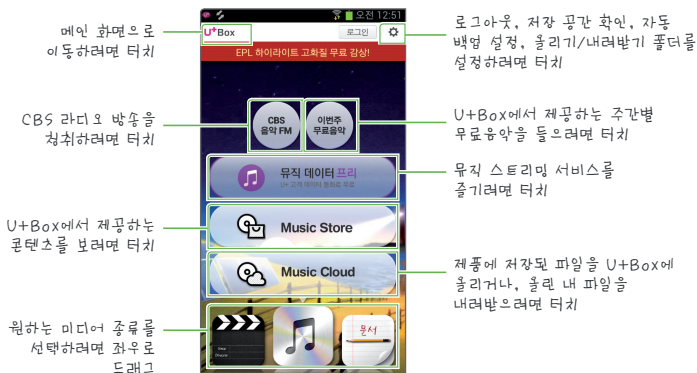 메인 화면으로
이동하려면 터치
CBS 라디오 방송을
청취하려면 터치
U+Box에서 제공하는
콘텐츠를 보려면 터치
원하는 미디어 종류를
선택하려면 좌우로
드래그
오전 12:51
U+Box
로그인
EPL 하이라이트 고화질 무료 감상!
CBS
음악 FM
이번주
무료음악
뮤직 데이터프리
U+ 고객 데이터 통화료 무료
Music Store
Music Cloud
문서
로그아웃, 저장 공간 확인, 자동
백업 설정, 올리기/내려받기 폴더를
설정하려면 터치
U+Box에서 제공하는 주간별
무료음악을 들으려면 터치
뮤직 스트리밍 서비스를
즐기려면 터치
제품에 저장된 파일을 U+Box에
올리거나, 올린 내 파일을
내려받으려면 터치